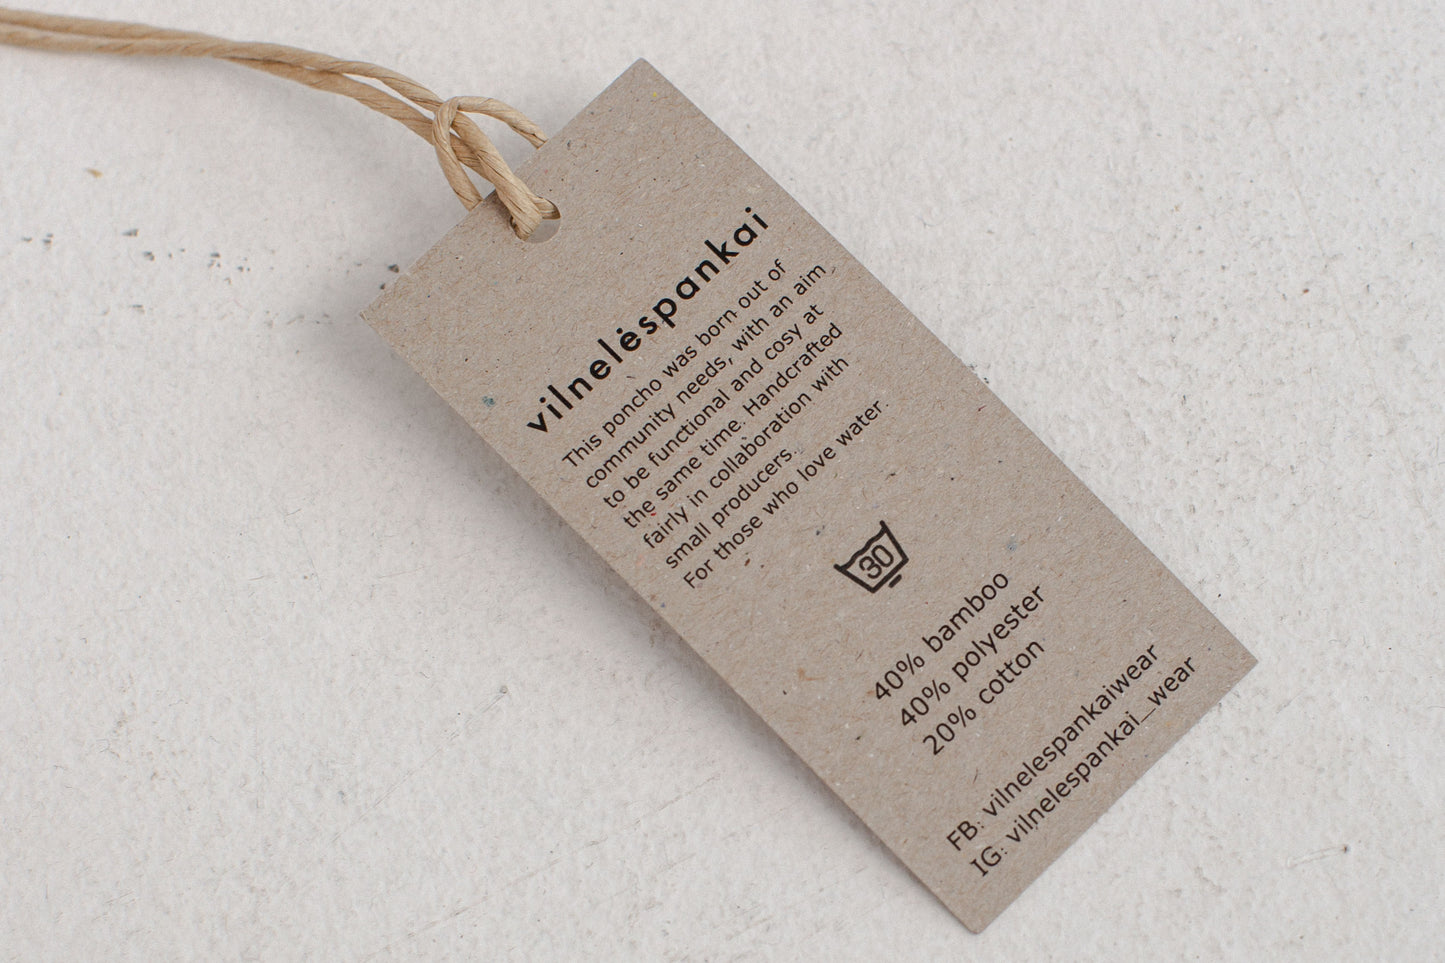 vilnelėspankai
This poncho was born out of
community needs, with an aim
to be functional and cosy at
the same time. Handcrafted
fairly in collaboration with
small producers.
For those who love water.
30
40% bamboo
40% polyester
20% cotton
FB: vilnelespankaiwear
IG: vilnelespankai_wear